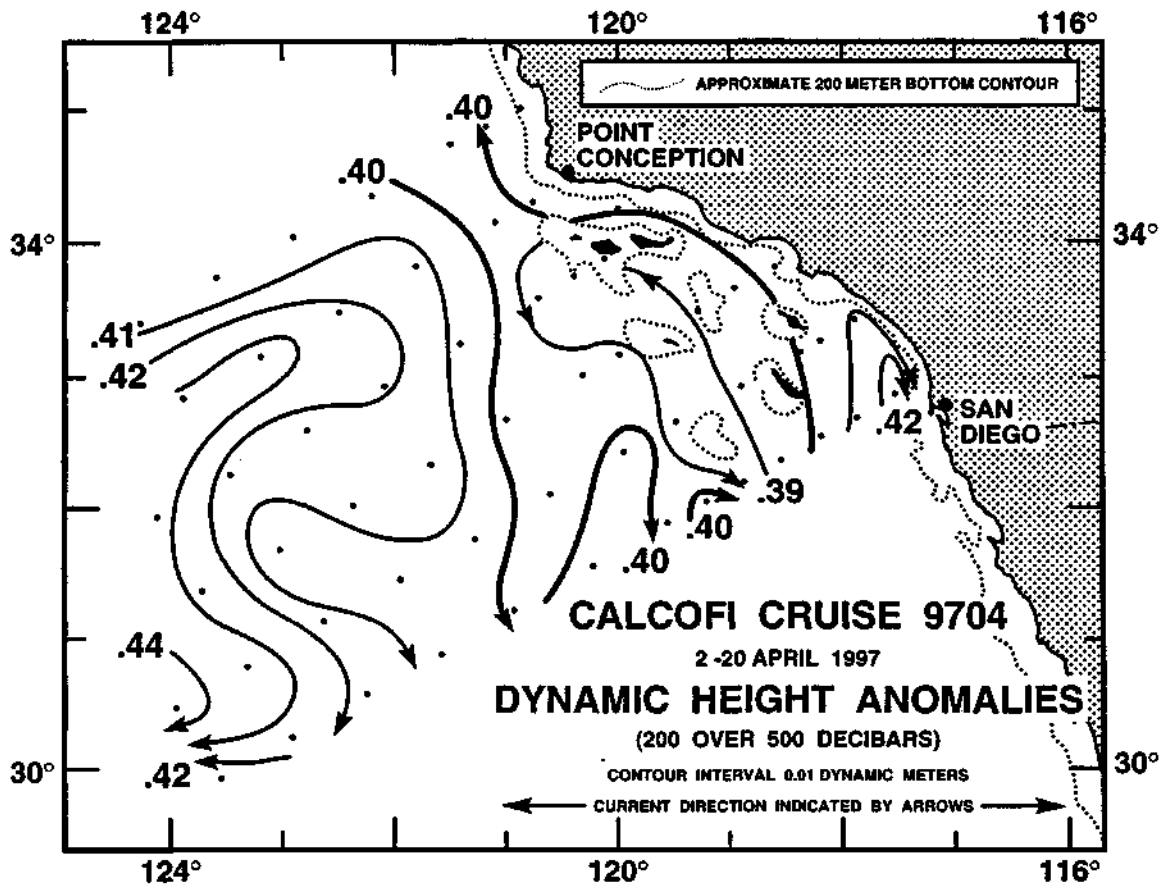 124°
120°
116°
APPROXIMATE 200 METER BOTTOM CONTOUR
.40
POINT
CONCEPTION
.40
34°
34°
.41
.42
.42
SAN
DIEGO
.39
.40
.40
CALCOFI CRUISE 9704
2-20 APRIL 1997
.44
DYNAMIC HEIGHT ANOMALIES
(200 OVER 500 DECIBARS)
30°
.42
30°
CONTOUR INTERVAL 0.01 DYNAMIC METERS
CURRENT DIRECTION INDICATED BY ARROWS
124°
120°
116°